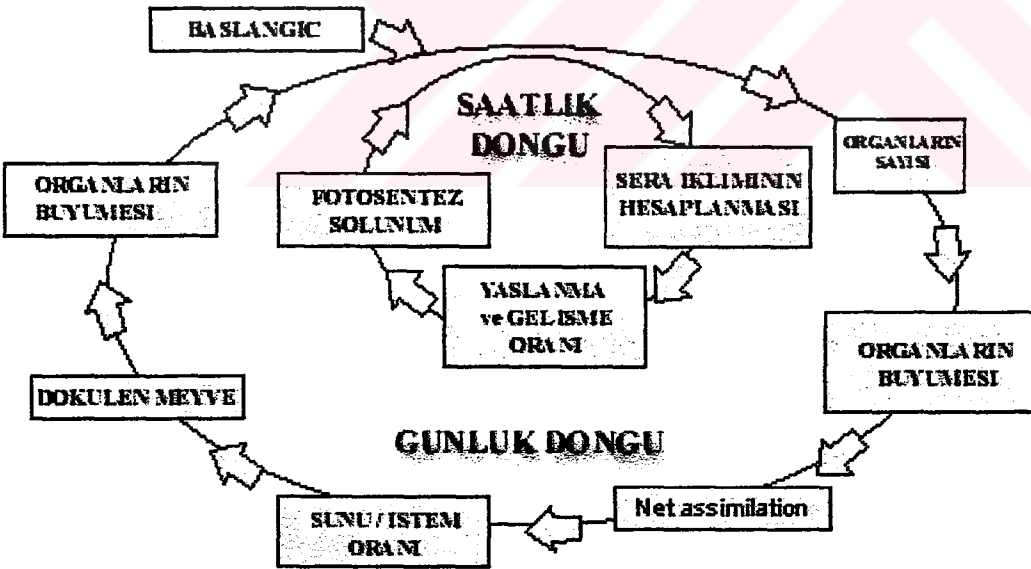 BASLANGIC
SAATLIK
DONGU
ORGANLARIN
SAYISI
ORGANLARIN
BUYUMESI
FOTOSENTEZ
SOLUNUM
SERA IKLIMININ
HESAPLANMASI
YASLANMA
ve GELISME
ORANI
ORGANLARIN
BUYUMESI
DOKULEN MEYVE
GUNLUK DONGU
Net assimilation
SUNU / ISTEM
ORANI